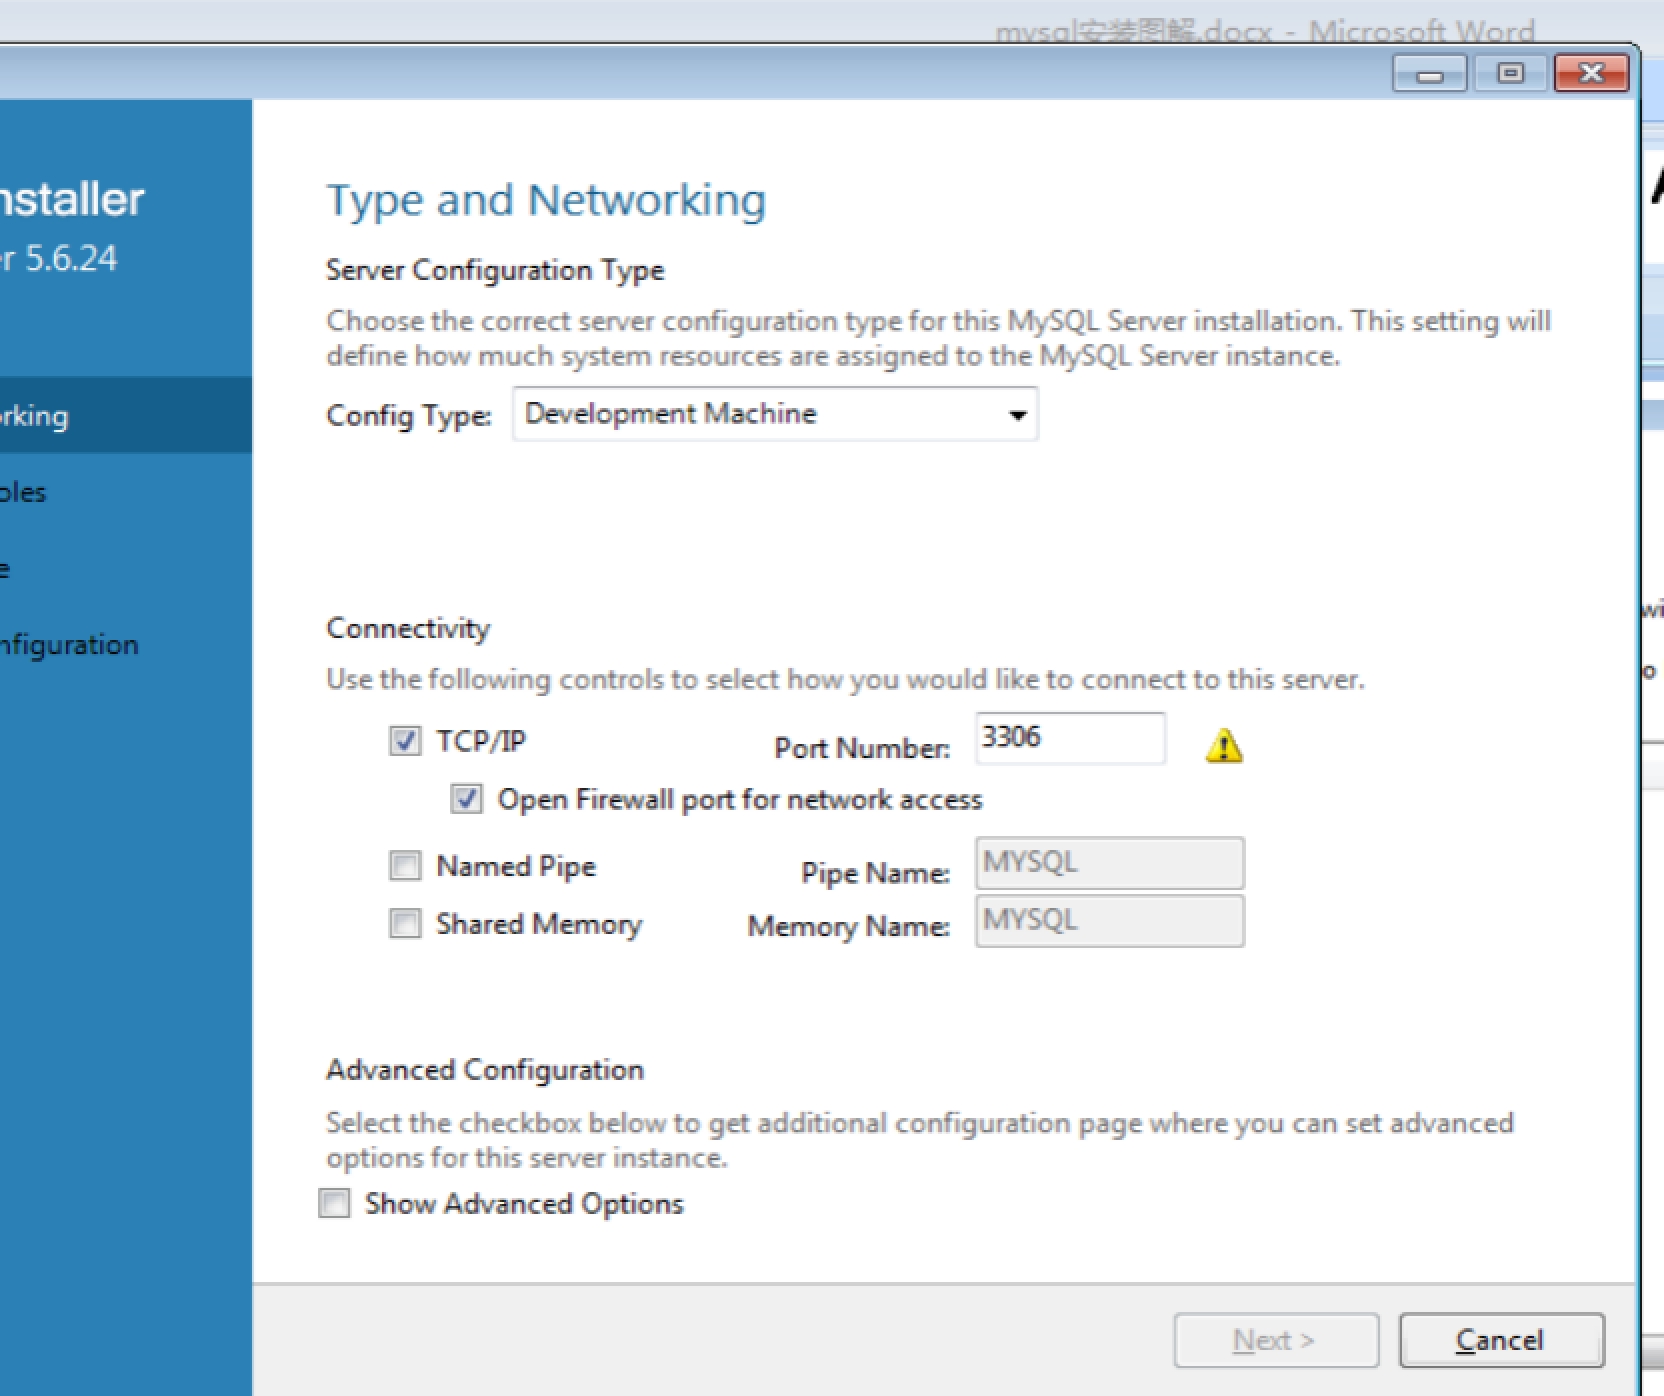 mysql安装图解.docx - Microsoft Word
nstaller
r 5.6.24
rking
oles
e
nfiguration
Type and Networking
Server Configuration Type
Choose the correct server configuration type for this MySQL Server installation. This setting will
define how much system resources are assigned to the MySQL Server instance.
Config Type: Development Machine
Connectivity
Use the following controls to select how you would like to connect to this server.
TCP/IP Port Number: 3306
Open Firewall port for network access
Named Pipe Pipe Name: MYSQL
Shared Memory Memory Name: MYSQL
Advanced Configuration
Select the checkbox below to get additional configuration page where you can set advanced
options for this server instance.
Show Advanced Options
Next > Cancel
wi
o